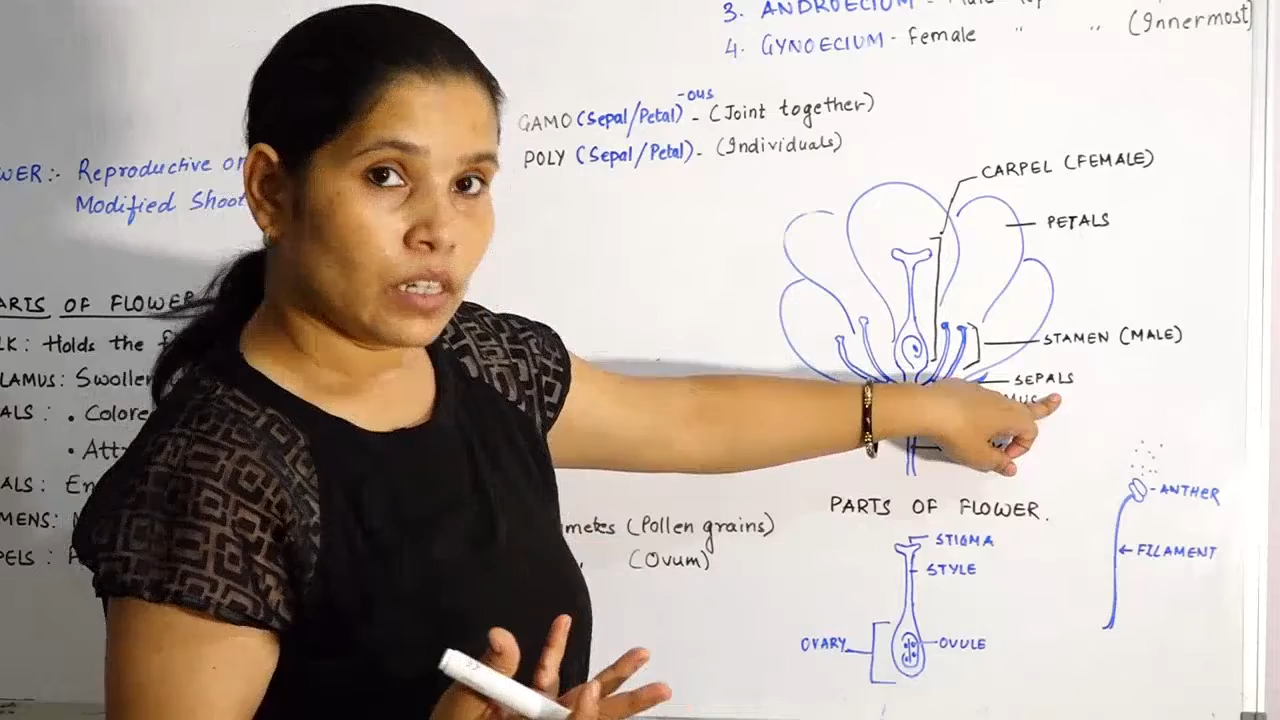 3. ANDROECIUM -
4. GYNOECIUM - Female " " (Innermost)
GAMO (Sepal/Petal)-ous - (Joint together)
POLY (Sepal/Petal) - (Individuals)
WER:- Reproductive or
Modified Shoot
CARPEL (FEMALE)
PETALS
STAMEN (MALE)
SEPALS
MUS
PARTS OF FLOWER.
ARTS OF FLOWER
LK: Holds the f
LAMUS: Swollen
ALS: • Colore
• Att
ALS: En
MENS:
PELS:
metes (Pollen grains)
(Ovum)
STIGMA
STYLE
OVARY
OVULE
ANTHER
FILAMENT